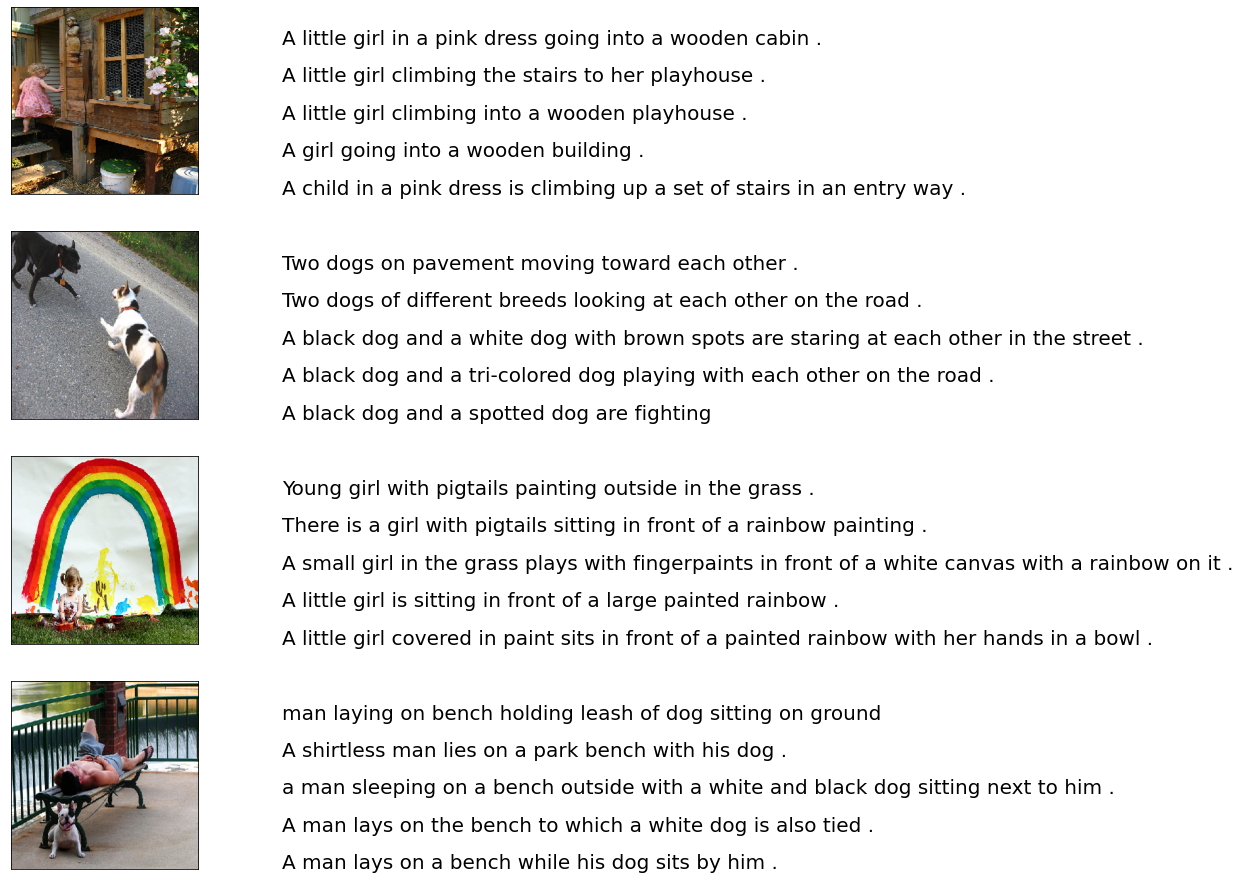 A little girl in a pink dress going into a wooden cabin .
A little girl climbing the stairs to her playhouse .
A little girl climbing into a wooden playhouse .
A girl going into a wooden building .
A child in a pink dress is climbing up a set of stairs in an entry way .
Two dogs on pavement moving toward each other .
Two dogs of different breeds looking at each other on the road .
A black dog and a white dog with brown spots are staring at each other in the street .
A black dog and a tri-colored dog playing with each other on the road .
A black dog and a spotted dog are fighting
Young girl with pigtails painting outside in the grass .
There is a girl with pigtails sitting in front of a rainbow painting .
A small girl in the grass plays with fingerpaints in front of a white canvas with a rainbow on it .
A little girl is sitting in front of a large painted rainbow .
A little girl covered in paint sits in front of a painted rainbow with her hands in a bowl .
man laying on bench holding leash of dog sitting on ground
A shirtless man lies on a park bench with his dog .
a man sleeping on a bench outside with a white and black dog sitting next to him .
A man lays on the bench to which a white dog is also tied .
A man lays on a bench while his dog sits by him .